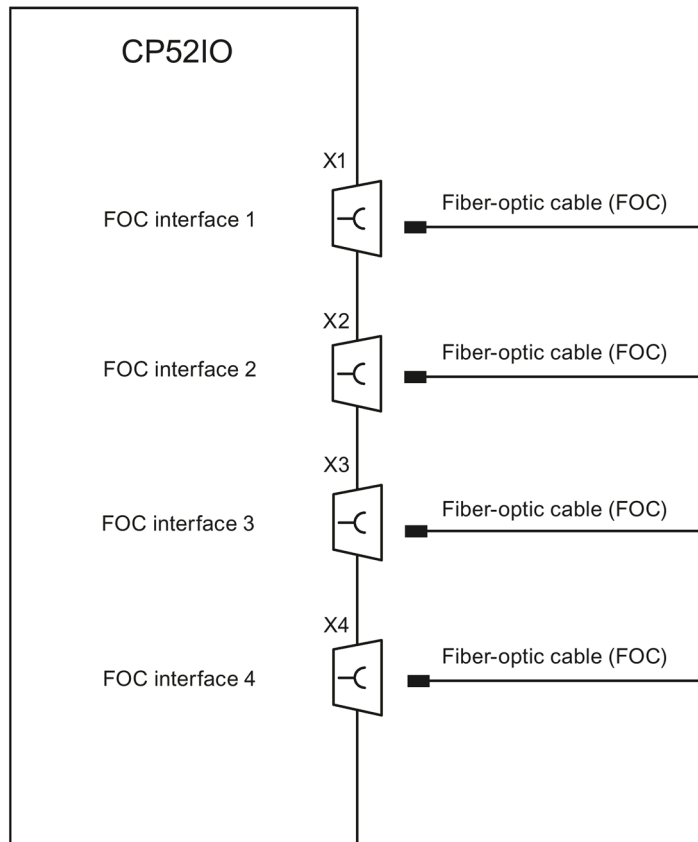 CP52IO
X1
FOC interface 1
Fiber-optic cable (FOC)
X2
FOC interface 2
Fiber-optic cable (FOC)
X3
FOC interface 3
Fiber-optic cable (FOC)
X4
FOC interface 4
Fiber-optic cable (FOC)